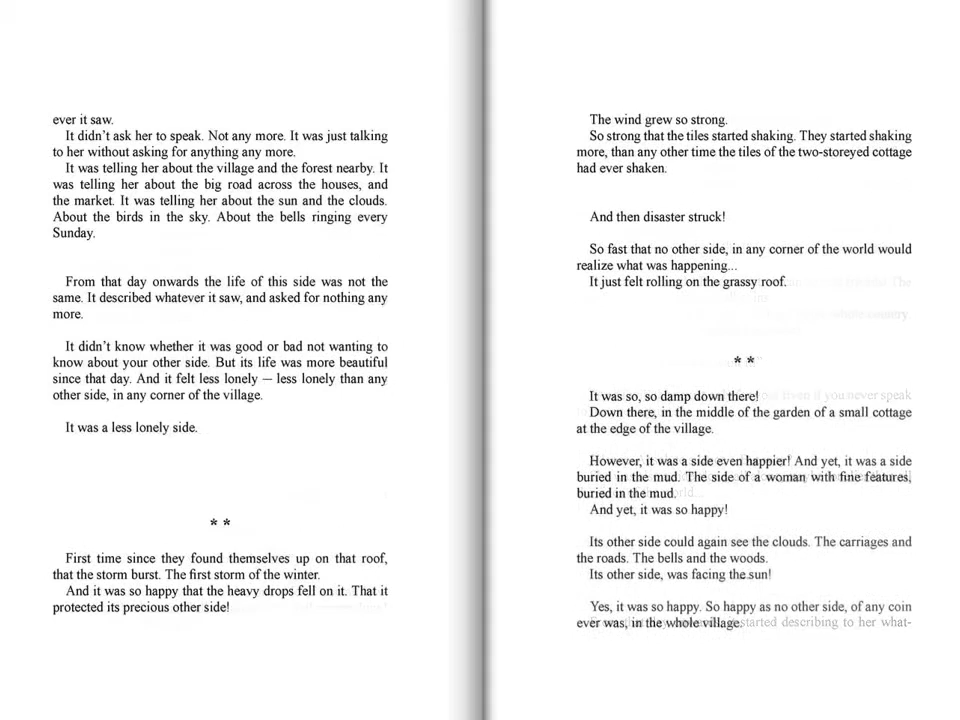 ever it saw.
It didn't ask her to speak. Not any more. It was just talking
to her without asking for anything any more.
It was telling her about the village and the forest nearby. It
was telling her about the big road across the houses, and
the market. It was telling her about the sun and the clouds.
About the birds in the sky. About the bells ringing every
Sunday.
From that day onwards the life of this side was not the
same. It described whatever it saw, and asked for nothing any
more.
It didn't know whether it was good or bad not wanting to
know about your other side. But its life was more beautiful
since that day. And it felt less lonely — less lonely than any
other side, in any corner of the village.
It was a less lonely side.
* *
First time since they found themselves up on that roof,
that the storm burst. The first storm of the winter.
And it was so happy that the heavy drops fell on it. That it
protected its precious other side!
The wind grew so strong.
So strong that the tiles started shaking. They started shaking
more, than any other time the tiles of the two-storeyed cottage
had ever shaken.
And then disaster struck!
So fast that no other side, in any corner of the world would
realize what was happening...
It just felt rolling on the grassy roof.
* *
It was so, so damp down there!
Down there, in the middle of the garden of a small cottage
at the edge of the village.
However, it was a side even happier! And yet, it was a side
buried in the mud. The side of a woman with fine features,
buried in the mud.
And yet, it was so happy!
Its other side could again see the clouds. The carriages and
the roads. The bells and the woods.
Its other side, was facing the sun!
Yes, it was so happy. So happy as no other side, of any coin
ever was, in the whole village. started describing to her what-